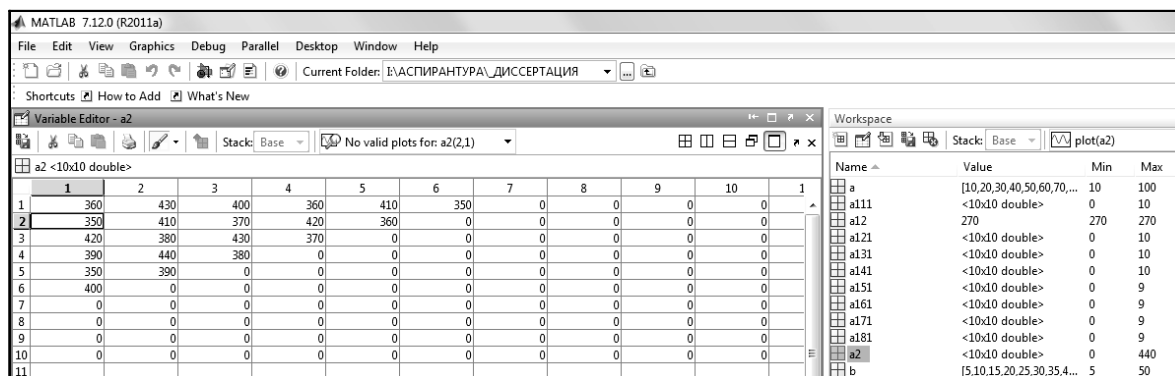 MATLAB 7.12.0 (R2011a)
File Edit View Graphics Debug Parallel Desktop Window Help
Current Folder: I:\АСПИРАНТУРА\_ДИССЕРТАЦИЯ
Shortcuts How to Add What's New
Variable Editor - a2
Stack: Base No valid plots for: a2(2,1)
a2 <10x10 double>
1 2 3 4 5 6 7 8 9 10 1
1 360 430 400 360 410 350 0 0 0 0
2 350 410 370 420 360 0 0 0 0 0
3 420 380 430 370 0 0 0 0 0 0
4 390 440 380 0 0 0 0 0 0 0
5 350 390 0 0 0 0 0 0 0 0
6 400 0 0 0 0 0 0 0 0 0
7 0 0 0 0 0 0 0 0 0 0
8 0 0 0 0 0 0 0 0 0 0
9 0 0 0 0 0 0 0 0 0 0
10 0 0 0 0 0 0 0 0 0 0
11
Workspace
Stack: Base plot(a2)
Name Value Min Max
a [10,20,30,40,50,60,70,... 10 100
a111 <10x10 double> 0 10
a12 270 270 270
a121 <10x10 double> 0 10
a131 <10x10 double> 0 10
a141 <10x10 double> 0 10
a151 <10x10 double> 0 9
a161 <10x10 double> 0 9
a171 <10x10 double> 0 9
a181 <10x10 double> 0 9
a2 <10x10 double> 0 440
b [5,10,15,20,25,30,35,4... 5 50